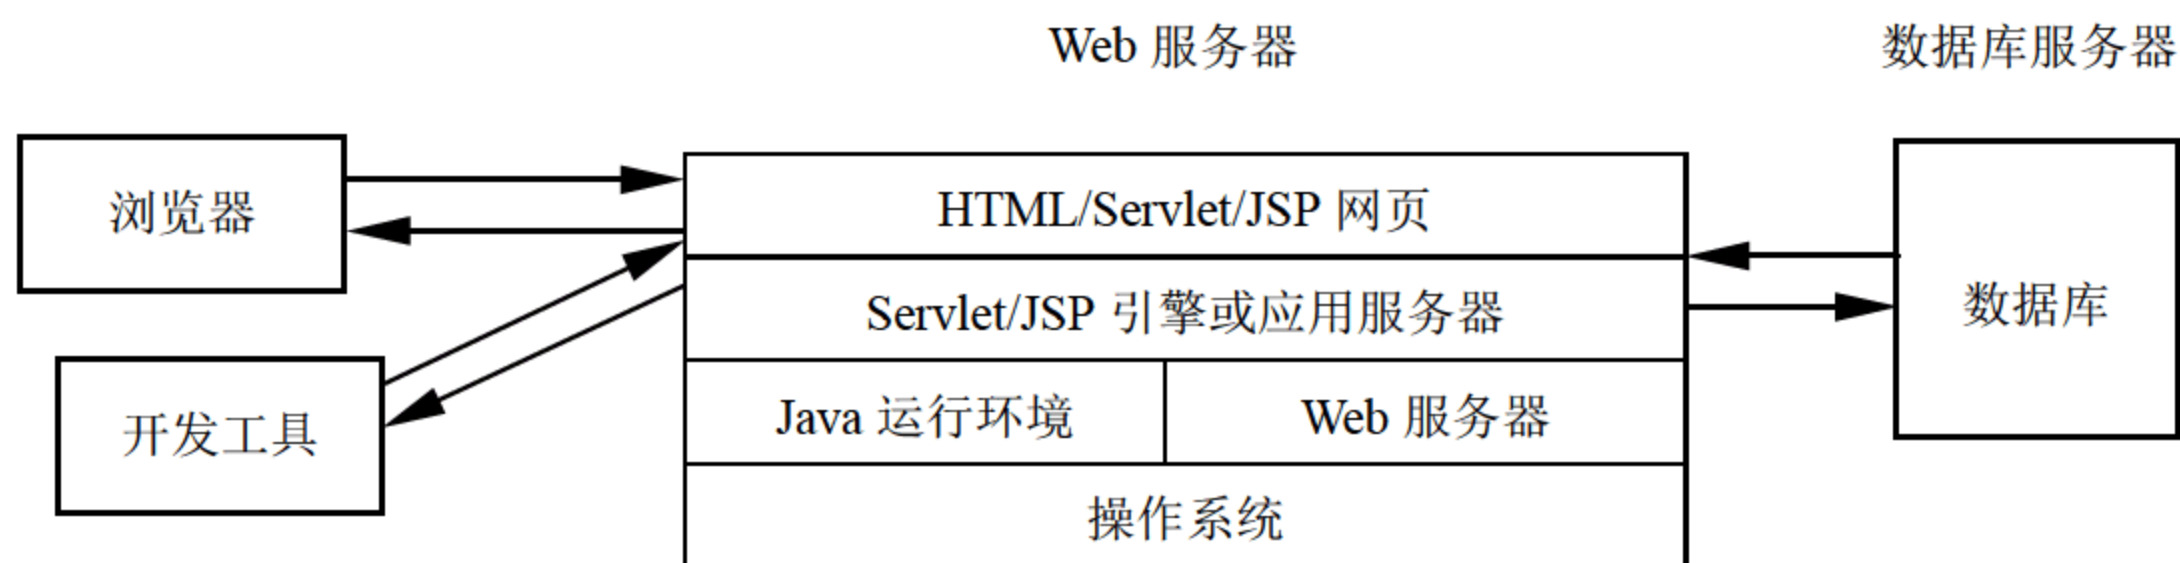 Web 服务器
数据库服务器
浏览器
HTML/Servlet/JSP 网页
Servlet/JSP 引擎或应用服务器
数据库
开发工具
Java 运行环境
Web 服务器
操作系统